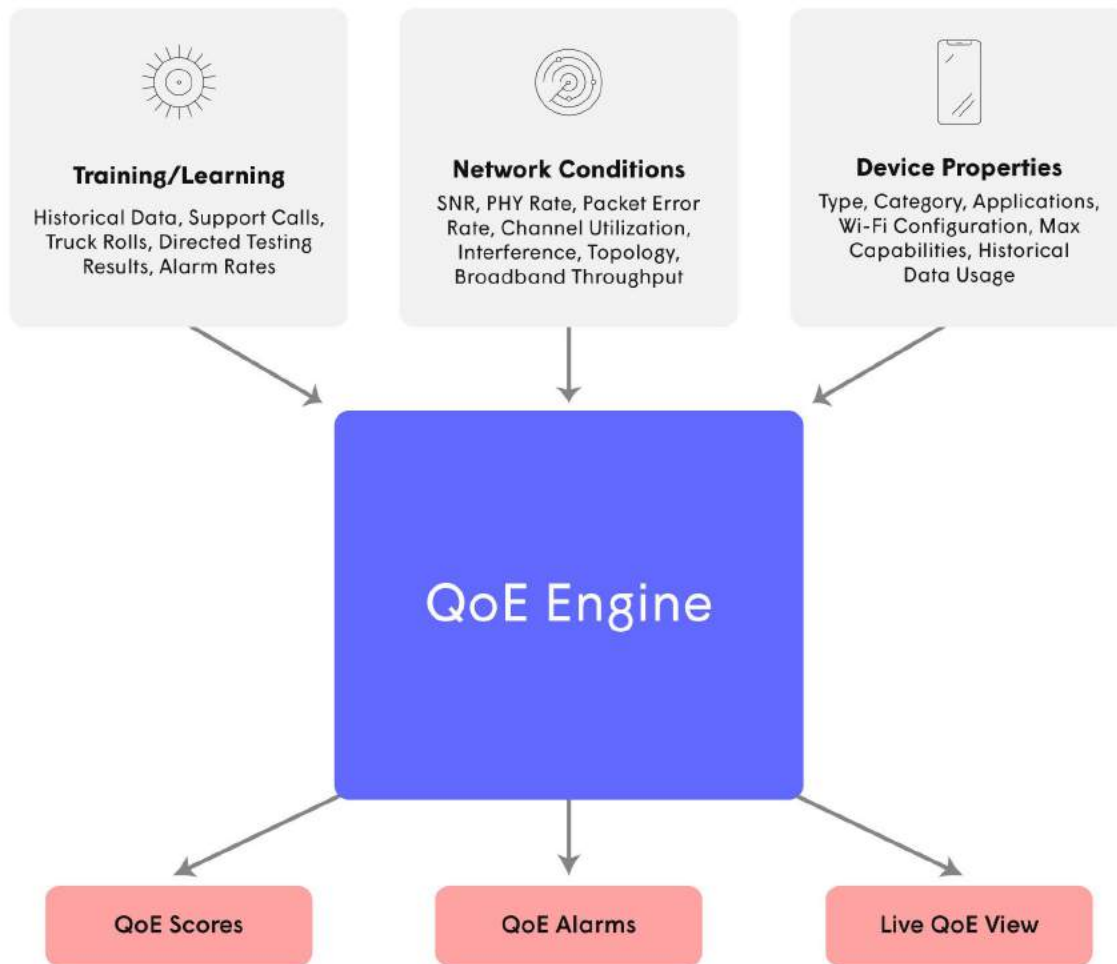 Training/Learning
Historical Data, Support Calls,
Truck Rolls, Directed Testing
Results, Alarm Rates
Network Conditions
SNR, PHY Rate, Packet Error
Rate, Channel Utilization,
Interference, Topology,
Broadband Throughput
Device Properties
Type, Category, Applications,
Wi-Fi Configuration, Max
Capabilities, Historical
Data Usage
QoE Engine
QoE Scores
QoE Alarms
Live QoE View